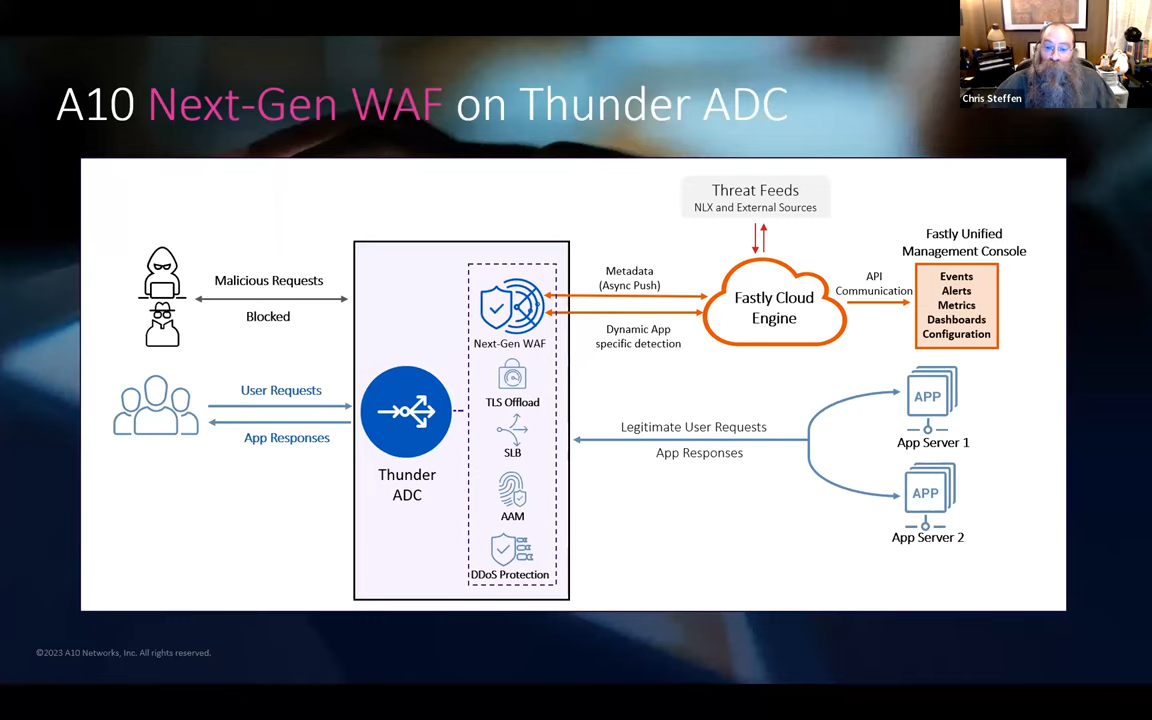 Chris Steffen
A10 Next-Gen WAF on Thunder ADC
Threat Feeds
NLX and External Sources
Fastly Unified
Management Console
Malicious Requests
Blocked
Metadata
(Async Push)
Fastly Cloud
Engine
API
Communication
Events
Alerts
Metrics
Dashboards
Configuration
Dynamic App
specific detection
Next-Gen WAF
User Requests
App Responses
Thunder
ADC
TLS Offload
SLB
AAM
DDoS Protection
Legitimate User Requests
App Responses
APP
App Server 1
APP
App Server 2
©2023 A10 Networks, Inc. All rights reserved.